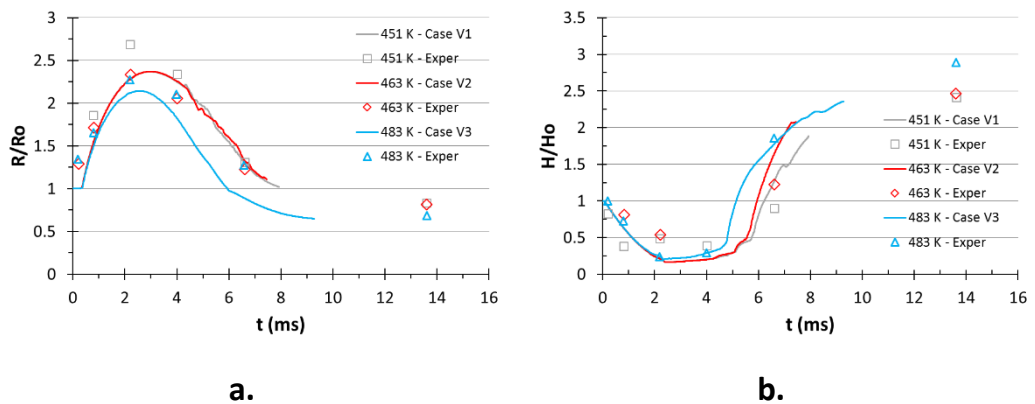 3
2.5
2
1.5
1
0.5
0
R/Ro
0 2 4 6 8 10 12 14 16
t (ms)
451 K - Case V1
451 K - Exper
463 K - Case V2
463 K - Exper
483 K - Case V3
483 K - Exper
a.
3.5
3
2.5
2
1.5
1
0.5
0
H/Ho
0 2 4 6 8 10 12 14 16
t (ms)
451 K - Case V1
451 K - Exper
463 K - Case V2
463 K - Exper
483 K - Case V3
483 K - Exper
b.